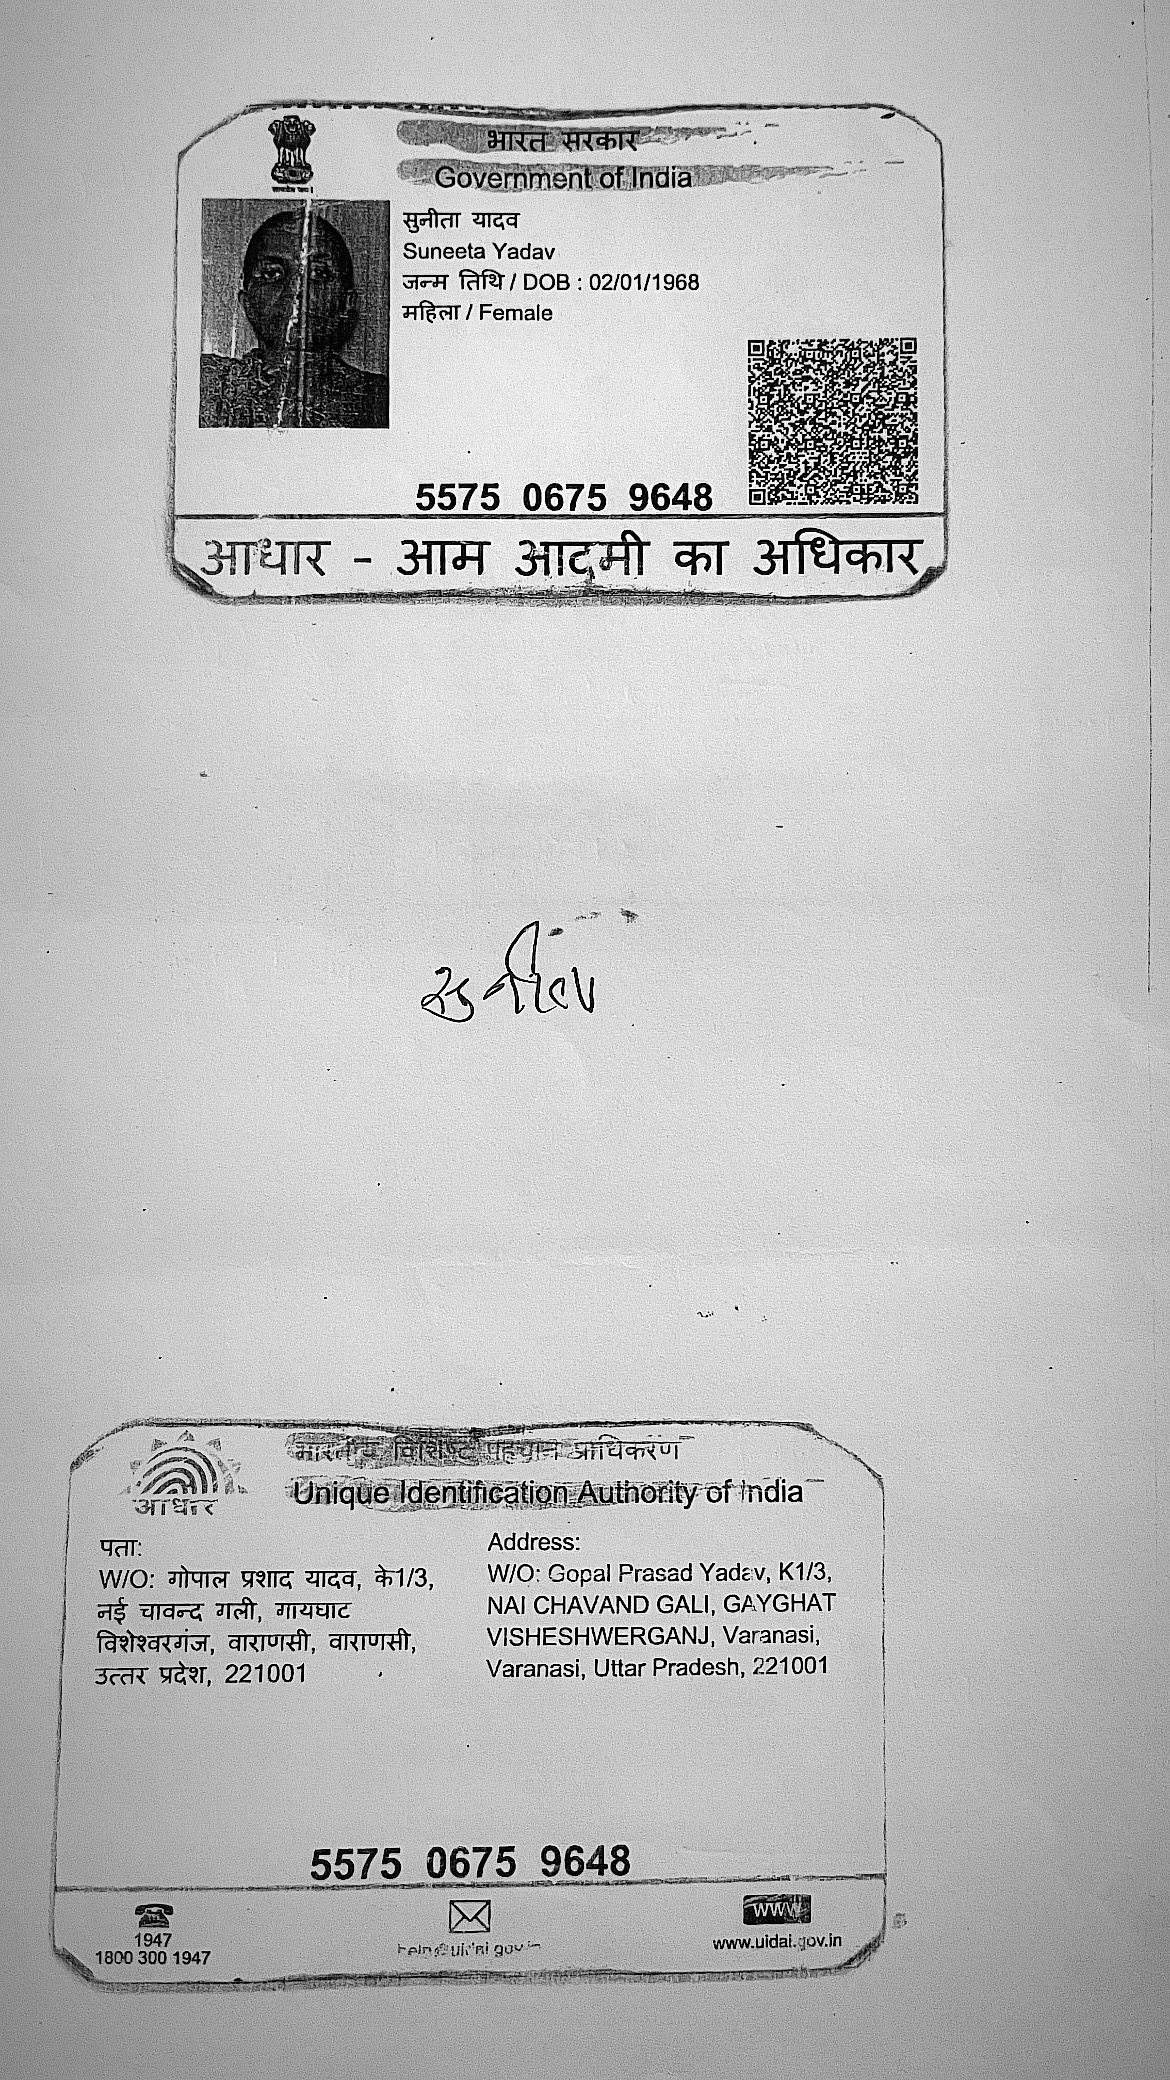 भारत सरकार
Government of India
सुनीता यादव
Suneeta Yadav
जन्म तिथि / DOB : 02/01/1968
महिला / Female
5575 0675 9648
आधार - आम आदमी का अधिकार
सुनीता
भारतीय विशिष्ट पहचान प्राधिकरण
Unique Identification Authority of India
आधार
पता:
W/O: गोपाल प्रशाद यादव, के1/3,
नई चावन्द गली, गायघाट
विशेश्वरगंज, वाराणसी, वाराणसी,
उत्तर प्रदेश, 221001
Address:
W/O: Gopal Prasad Yadav, K1/3,
NAI CHAVAND GALI, GAYGHAT
VISHESHWERGANJ, Varanasi,
Varanasi, Uttar Pradesh, 221001
5575 0675 9648
1947
1800 300 1947
help@uidai.gov.in
www
www.uidai.gov.in